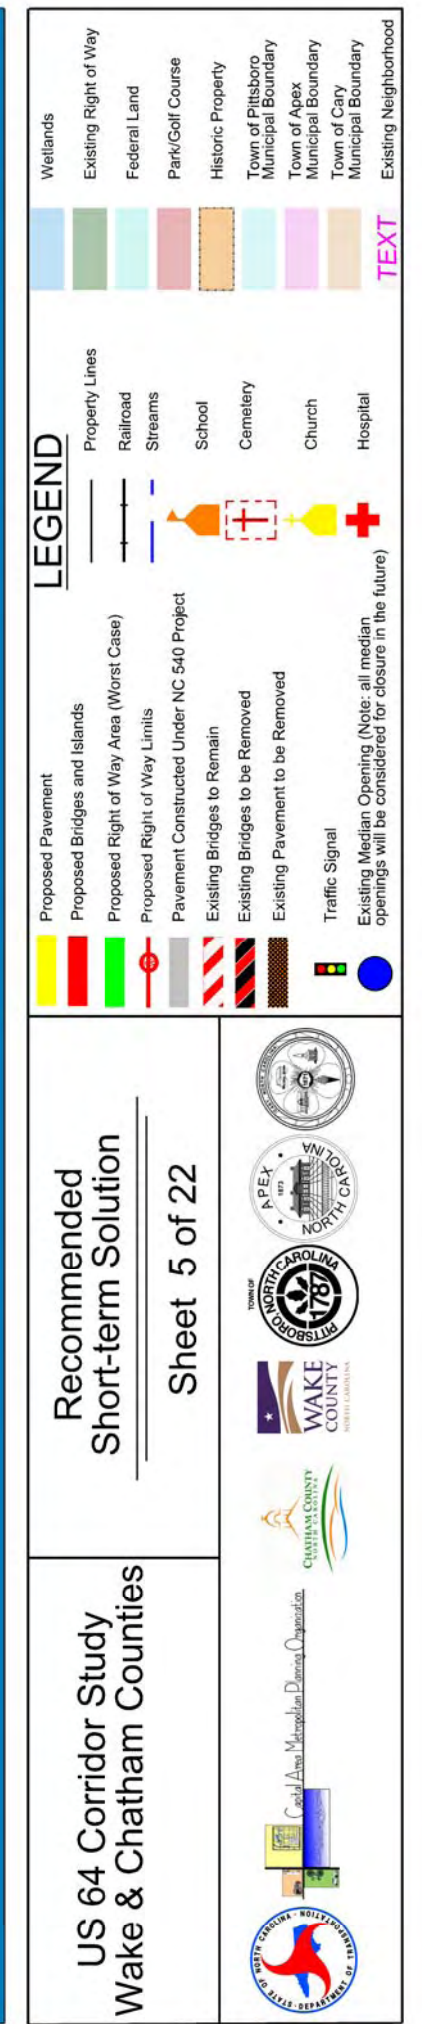 US 64 Corridor Study
Wake & Chatham Counties
Recommended
Short-term Solution
Sheet 5 of 22
STATE OF NORTH CAROLINA · DEPARTMENT OF TRANSPORTATION
Capital Area Metropolitan Planning Organization
CHATHAM COUNTY
NORTH CAROLINA
WAKE
COUNTY
NORTH CAROLINA
TOWN OF
PITTSBORO, NORTH CAROLINA
1787
APEX
1873
NORTH CAROLINA
CARY, NORTH CAROLINA
1871
LEGEND
Proposed Pavement
Proposed Bridges and Islands
Proposed Right of Way Area (Worst Case)
Proposed Right of Way Limits
Pavement Constructed Under NC 540 Project
Existing Bridges to Remain
Existing Bridges to be Removed
Existing Pavement to be Removed
Traffic Signal
Existing Median Opening (Note: all median
openings will be considered for closure in the future)
Property Lines
Railroad
Streams
School
Cemetery
Church
Hospital
Wetlands
Existing Right of Way
Federal Land
Park/Golf Course
Historic Property
Town of Pittsboro
Municipal Boundary
Town of Apex
Municipal Boundary
Town of Cary
Municipal Boundary
TEXT
Existing Neighborhood